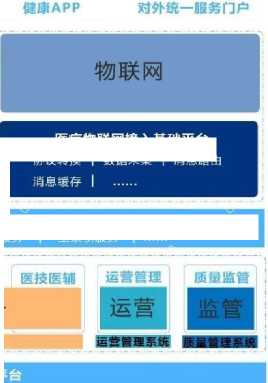 健康APP 对外统一服务门户
物联网
医疗物联网接入基础平台
协议转换 | 数据采集 | 消息路由
消息缓存 | ......
医技医辅 运营管理 质量监管
运营 监管
运营管理系统 质量管理系统
台